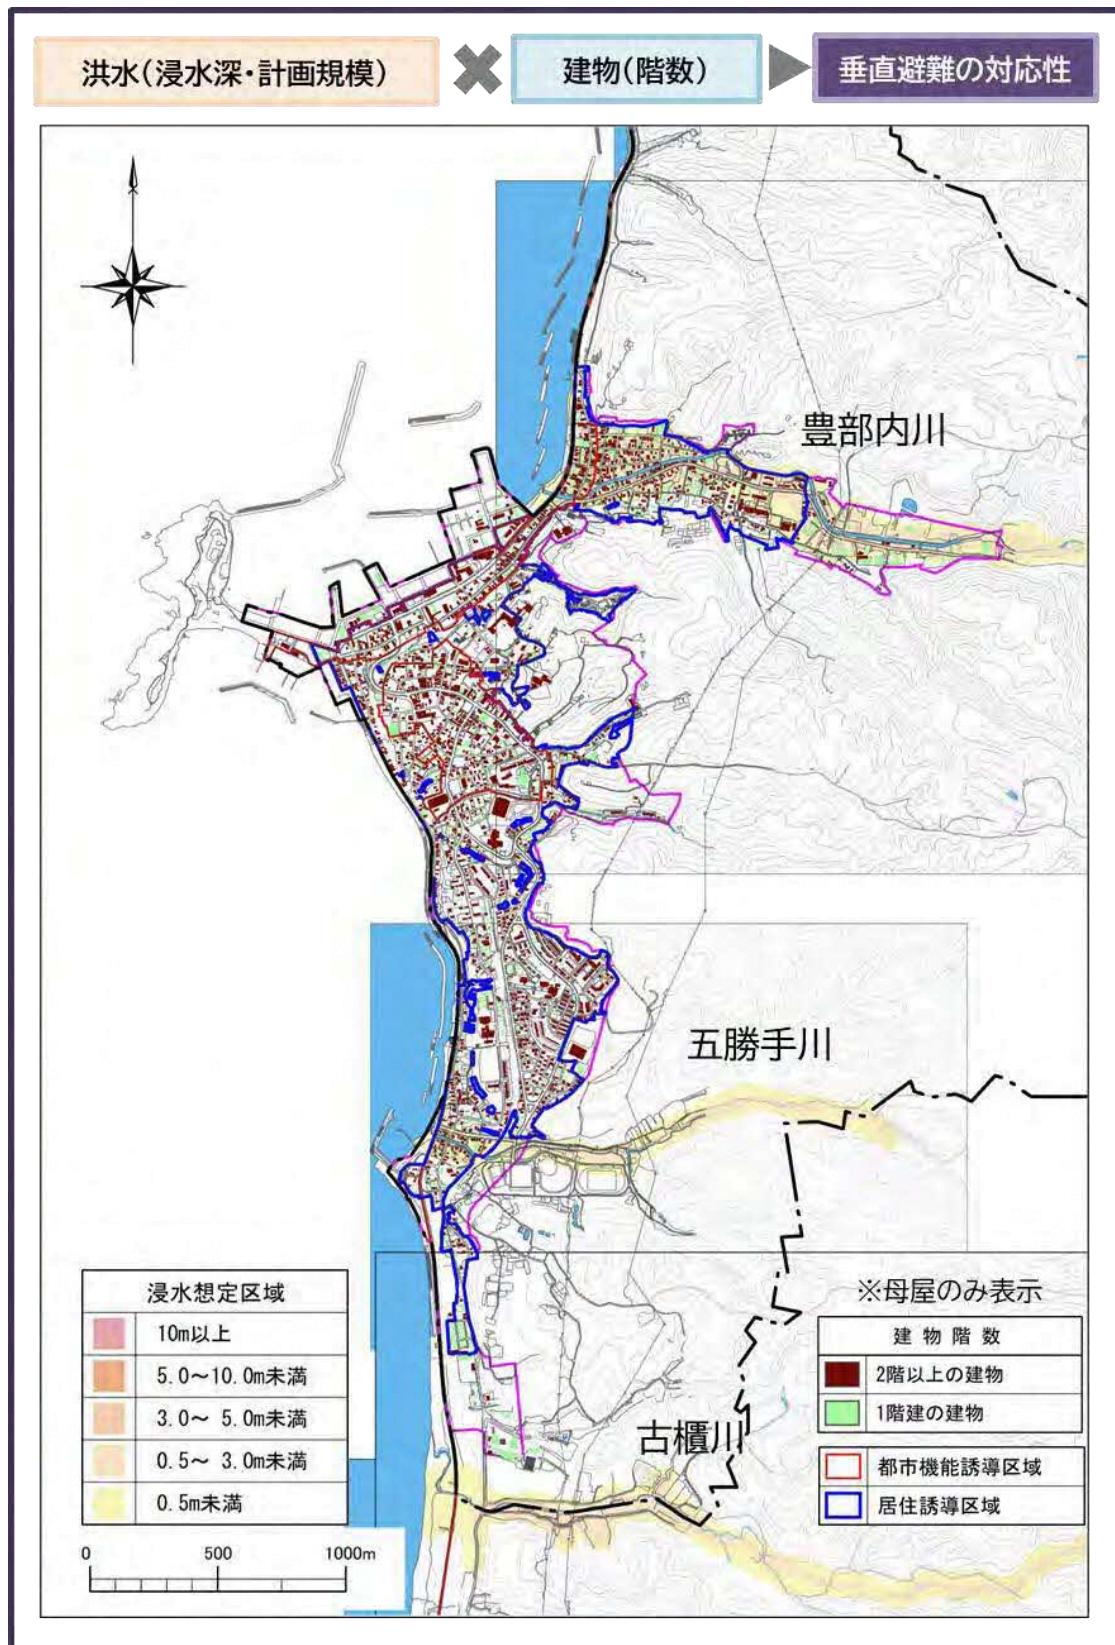 洪水(浸水深・計画規模)
建物(階数)
垂直避難の対応性
豊部内川
五勝手川
古櫃川
浸水想定区域
10m以上
5.0～10.0m未満
3.0～ 5.0m未満
0.5～ 3.0m未満
0.5m未満
0 500 1000m
※母屋のみ表示
建 物 階 数
2階以上の建物
1階建の建物
都市機能誘導区域
居住誘導区域